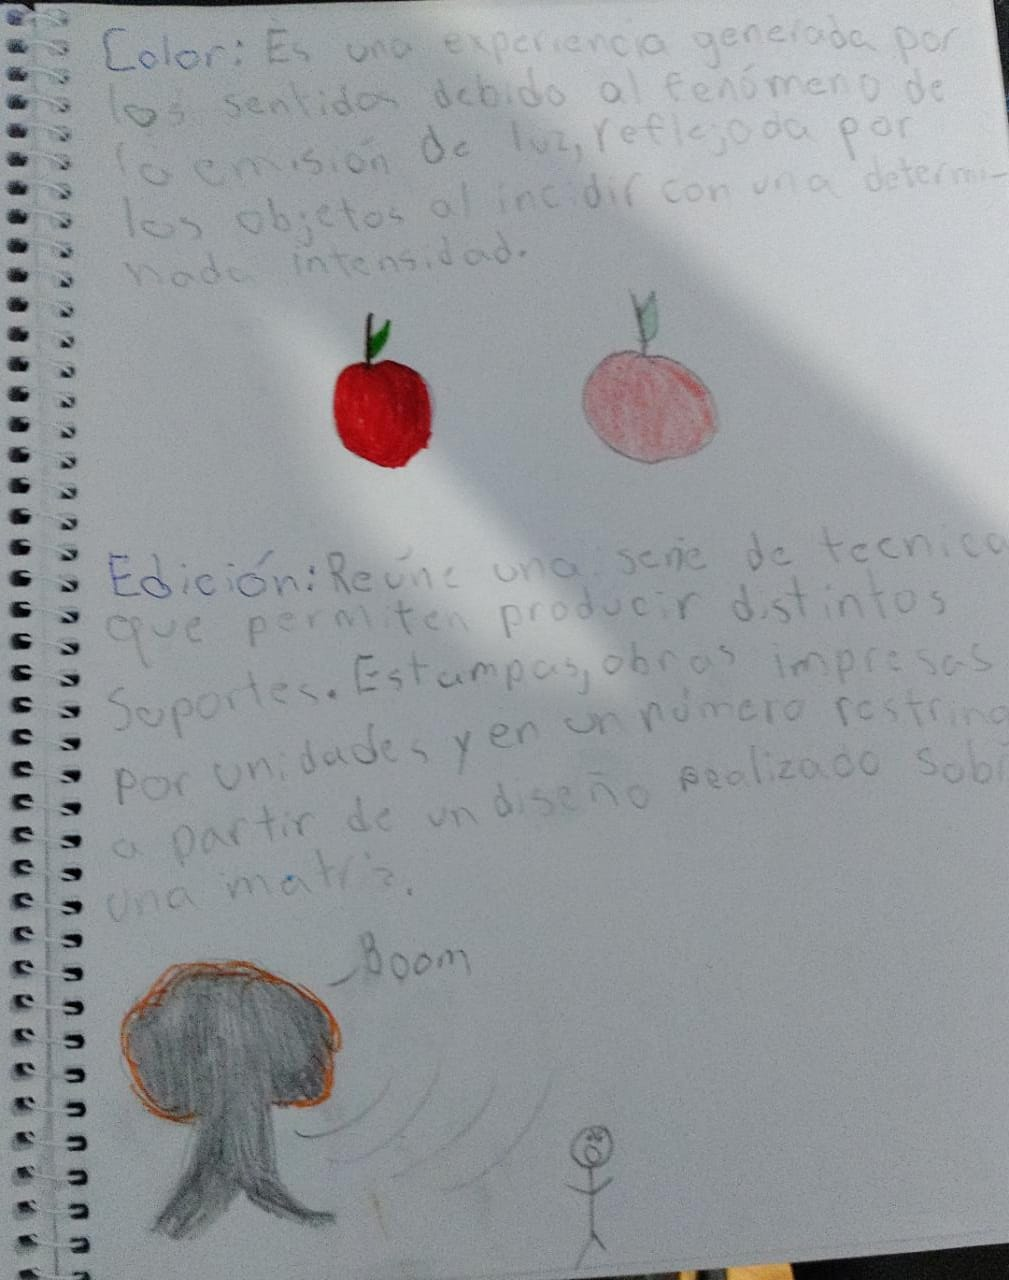 Color: Es una experiencia generada por
los sentidos debido al fenómeno de
la emisión de luz, reflejada por
los objetos al incidir con una determi-
nada intensidad.
Edición: Reúne una serie de tecnica
que permiten producir distintos
Soportes. Estampas, obras impresas
por unidades y en un número restring
a partir de un diseño realizado sob
una matriz.
Boom